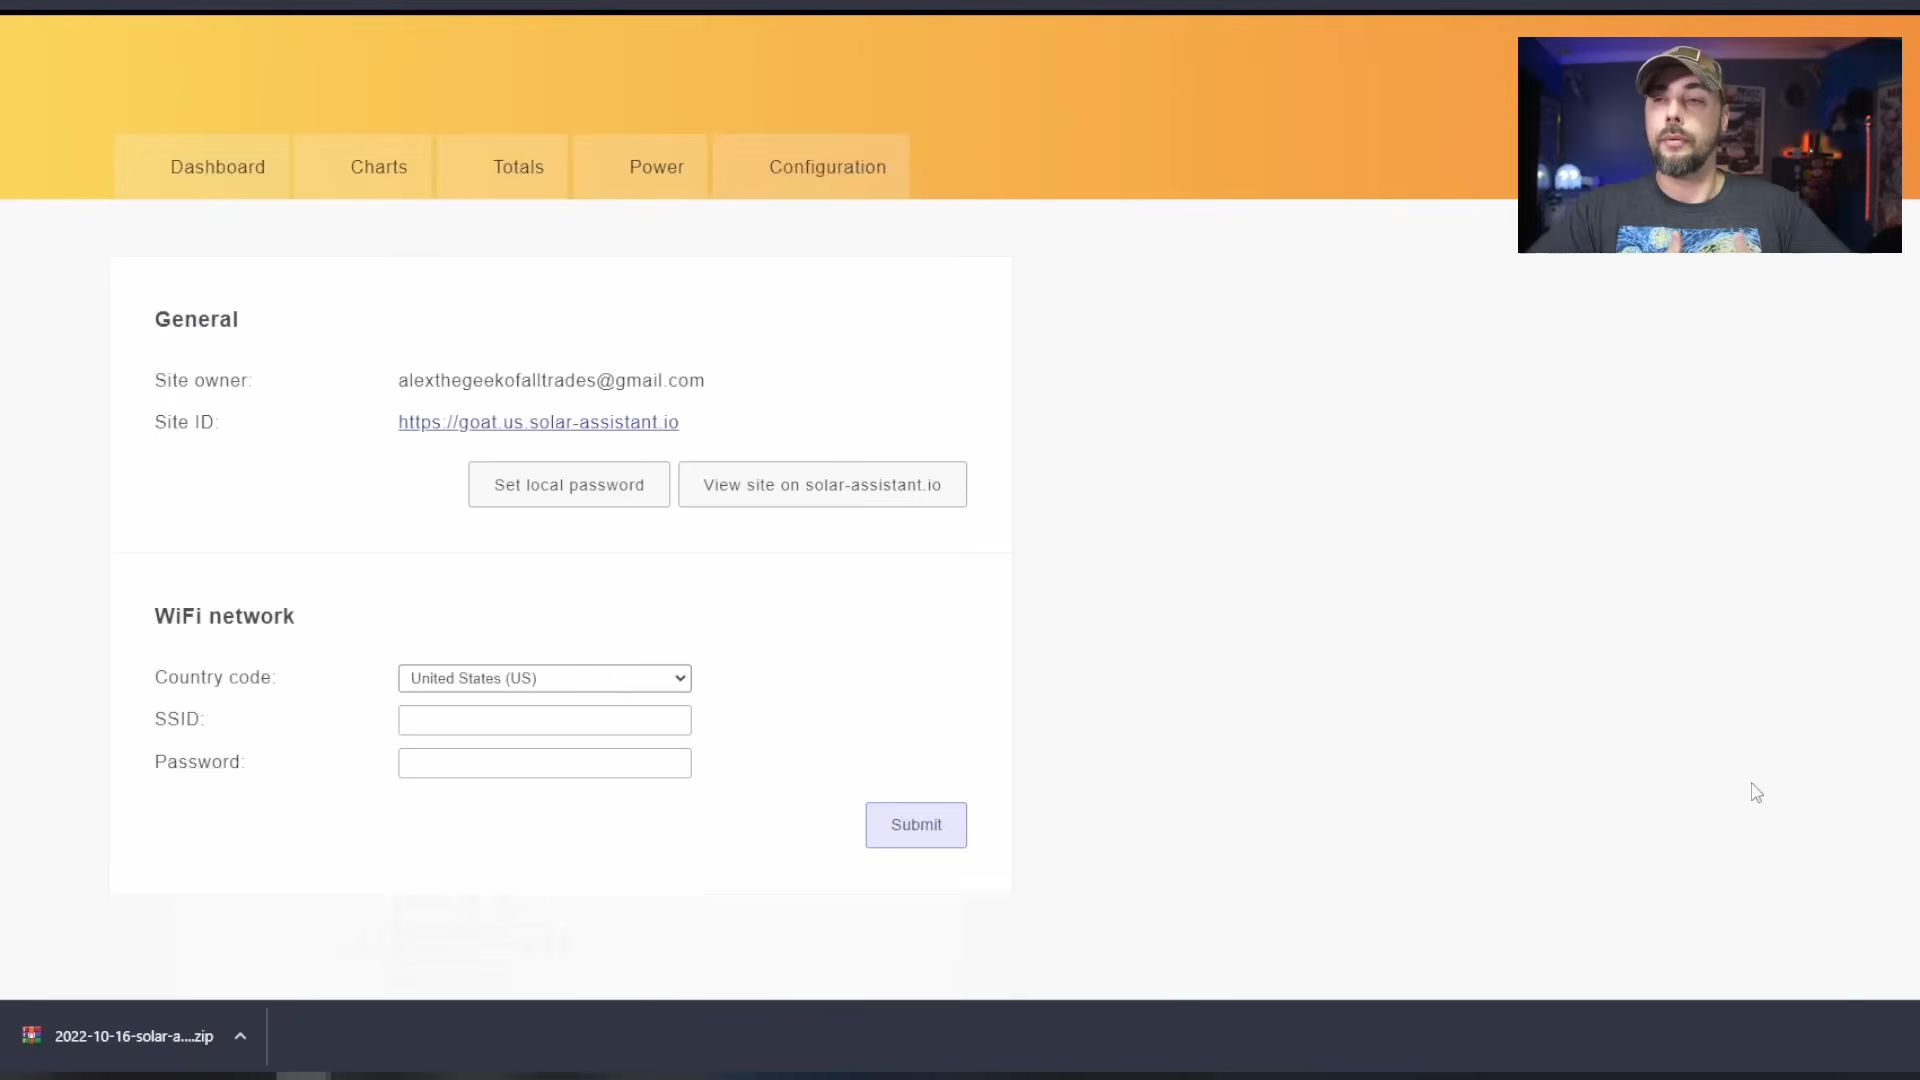 Dashboard
Charts
Totals
Power
Configuration
General
Site owner: alexthegeekofalltrades@gmail.com
Site ID: https://goat.us.solar-assistant.io
Set local password
View site on solar-assistant.io
WiFi network
Country code: United States (US)
SSID:
Password:
Submit
2022-10-16-solar-a....zip